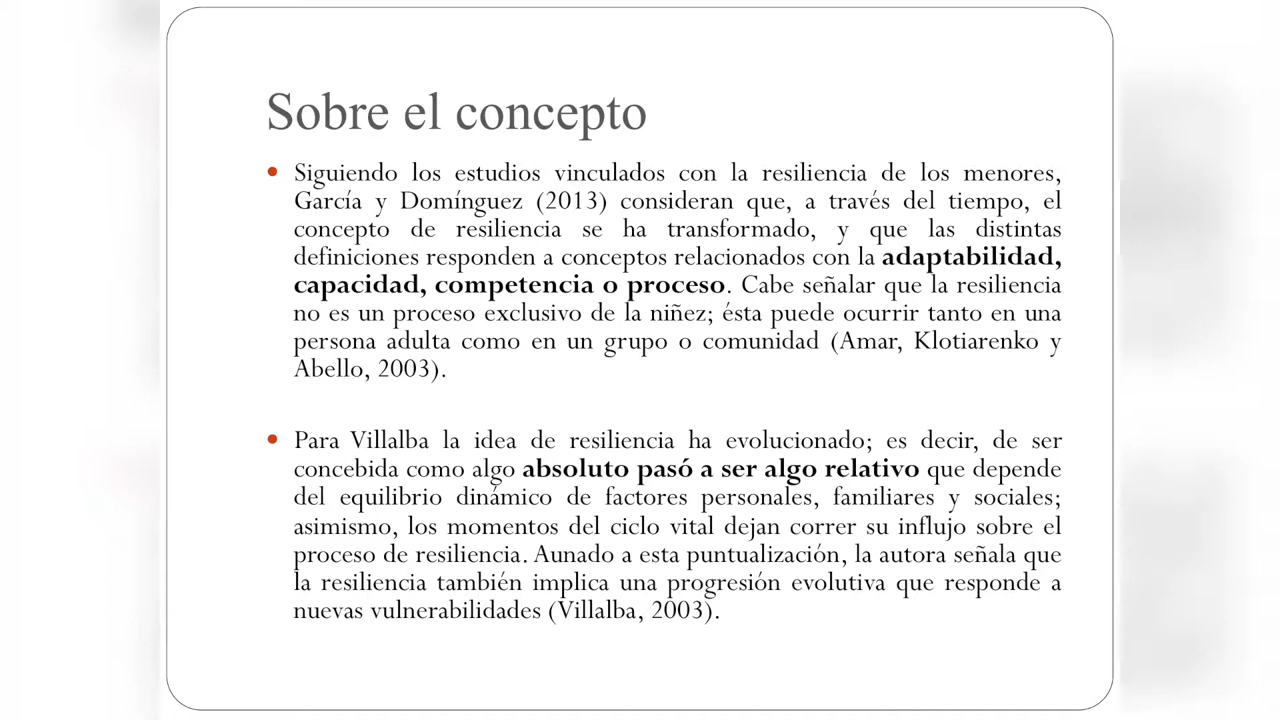 Sobre el concepto
• Siguiendo los estudios vinculados con la resiliencia de los menores,
García y Domínguez (2013) consideran que, a través del tiempo, el
concepto de resiliencia se ha transformado, y que las distintas
definiciones responden a conceptos relacionados con la adaptabilidad,
capacidad, competencia o proceso. Cabe señalar que la resiliencia
no es un proceso exclusivo de la niñez; ésta puede ocurrir tanto en una
persona adulta como en un grupo o comunidad (Amar, Klotiarenko y
Abello, 2003).
• Para Villalba la idea de resiliencia ha evolucionado; es decir, de ser
concebida como algo absoluto pasó a ser algo relativo que depende
del equilibrio dinámico de factores personales, familiares y sociales;
asimismo, los momentos del ciclo vital dejan correr su influjo sobre el
proceso de resiliencia. Aunado a esta puntualización, la autora señala que
la resiliencia también implica una progresión evolutiva que responde a
nuevas vulnerabilidades (Villalba, 2003).